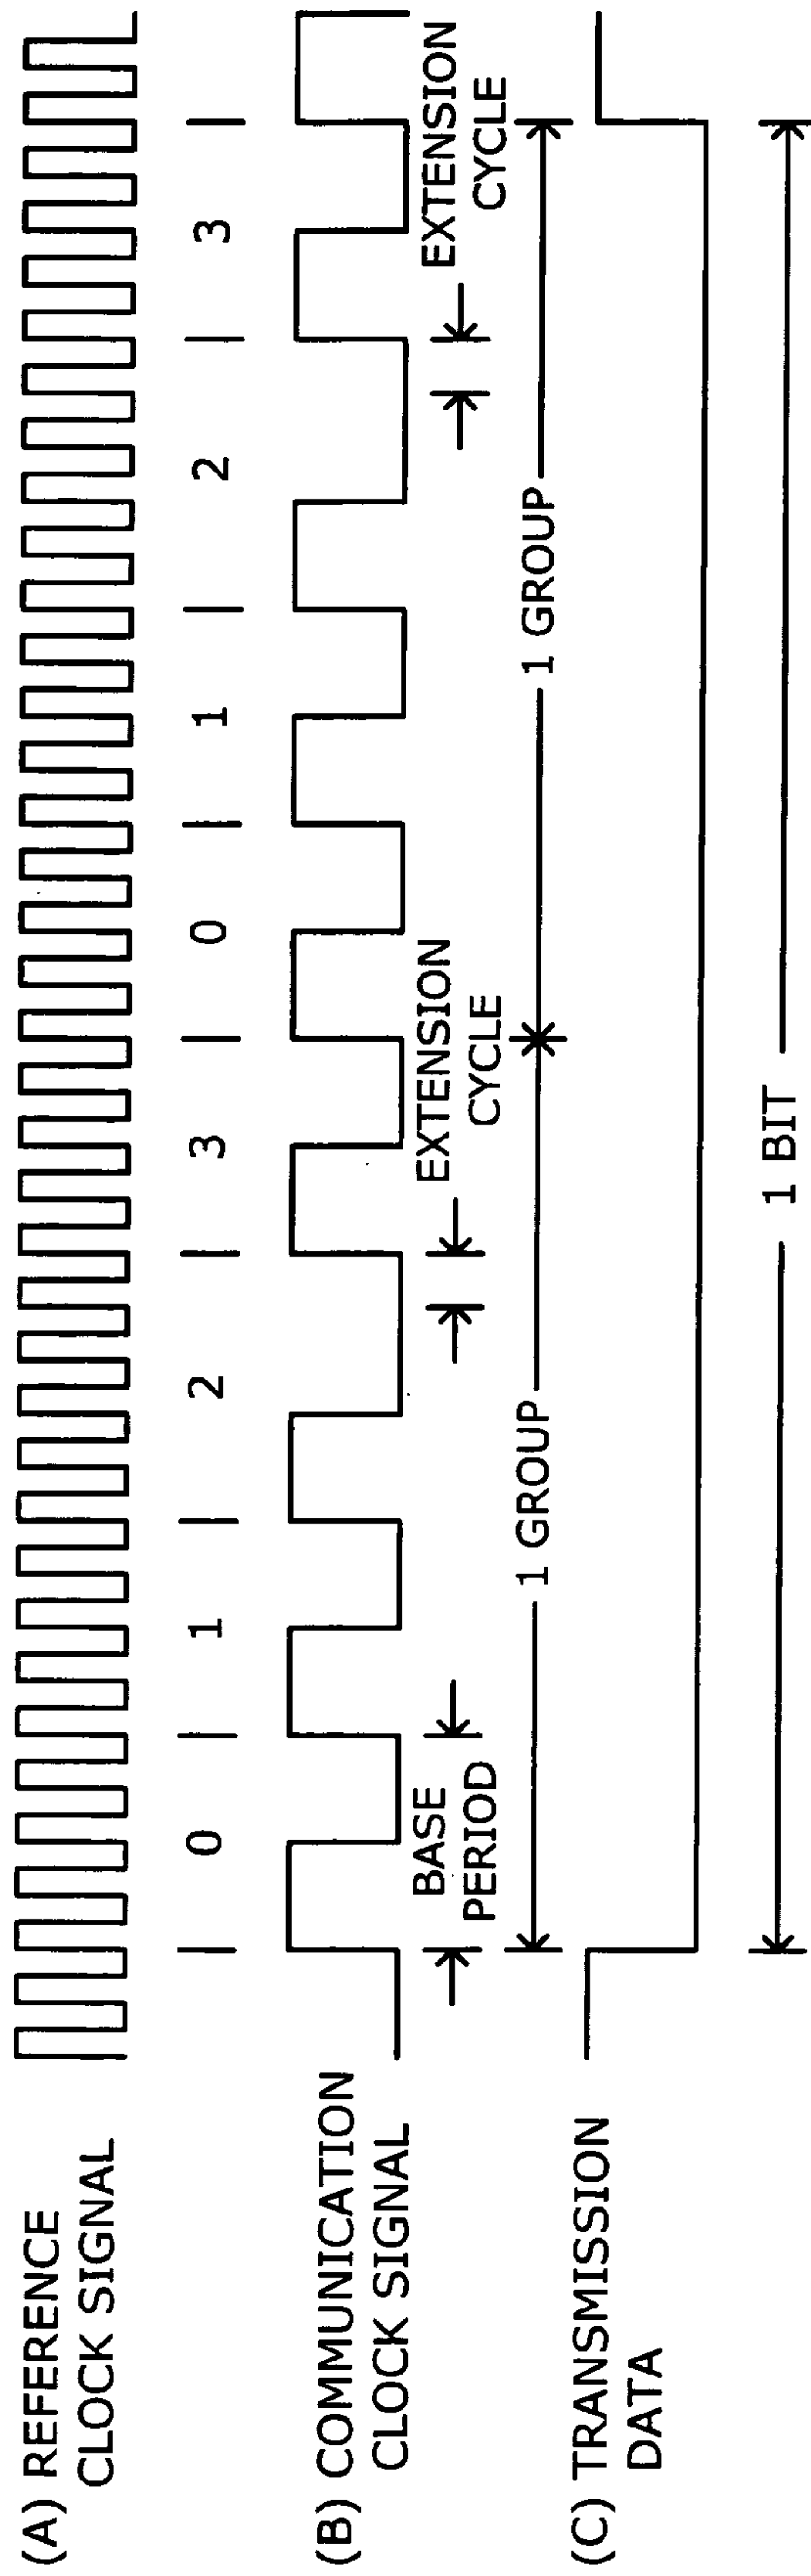 (A) REFERENCE
CLOCK SIGNAL
0 1 2 3 0 1 2 3
(B) COMMUNICATION
CLOCK SIGNAL
BASE
PERIOD
EXTENSION
CYCLE
EXTENSION
CYCLE
1 GROUP
1 GROUP
(C) TRANSMISSION
DATA
1 BIT